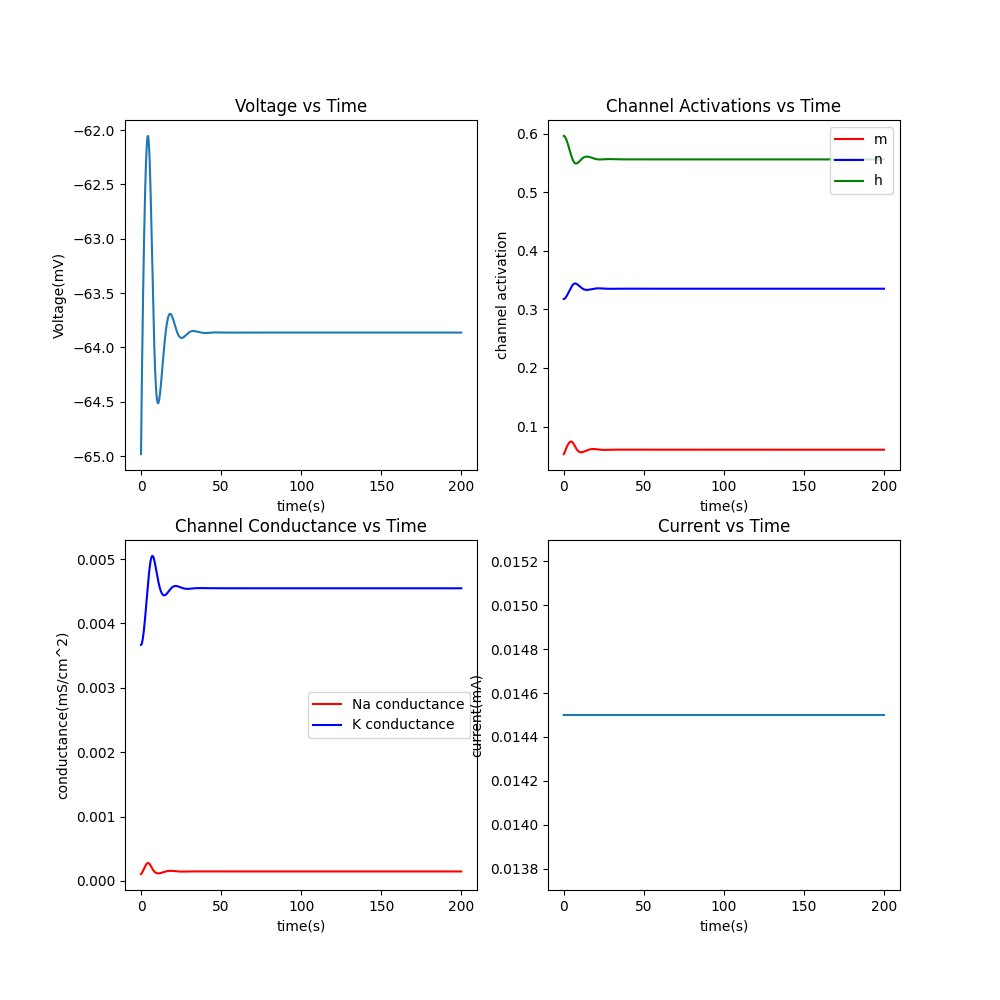 Voltage vs Time
−62.0
−62.5
−63.0
−63.5
−64.0
−64.5
−65.0
Voltage(mV)
0 50 100 150 200
time(s)
Channel Activations vs Time
0.6
0.5
0.4
0.3
0.2
0.1
channel activation
m
n
h
0 50 100 150 200
time(s)
Channel Conductance vs Time
0.005
0.004
0.003
0.002
0.001
0.000
conductance(mS/cm^2)
Na conductance
K conductance
0 50 100 150 200
time(s)
Current vs Time
0.0152
0.0150
0.0148
0.0146
0.0144
0.0142
0.0140
0.0138
current(mA)
0 50 100 150 200
time(s)